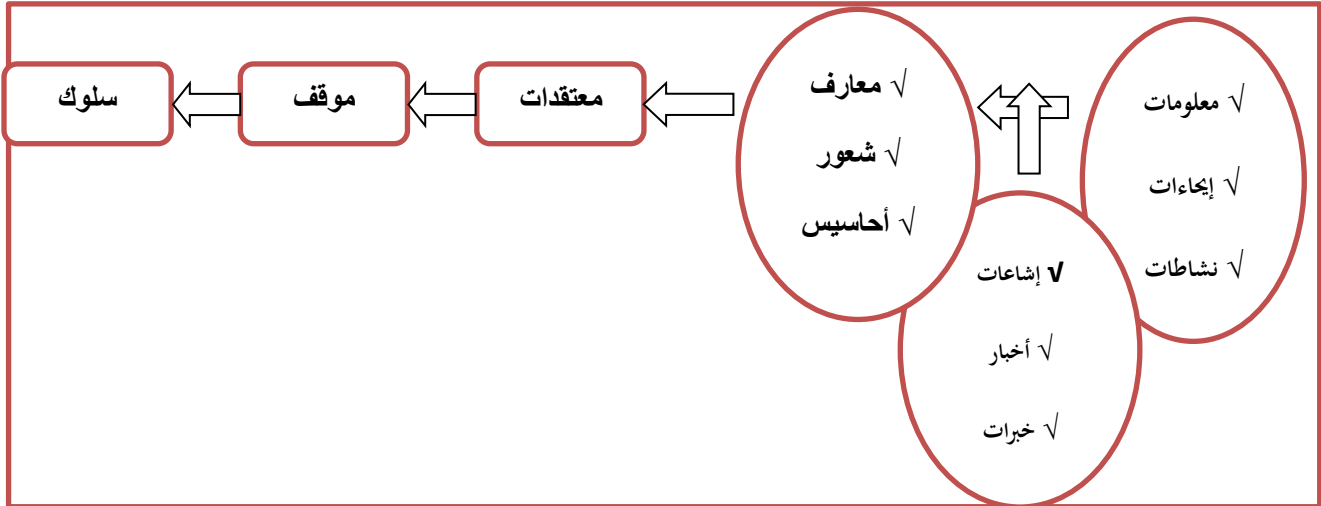 √ معلومات
√ إيحاءات
√ نشاطات
√ إشاعات
√ أخبار
√ خبرات
√ معارف
√ شعور
√ أحاسيس
معتقدات
موقف
سلوك